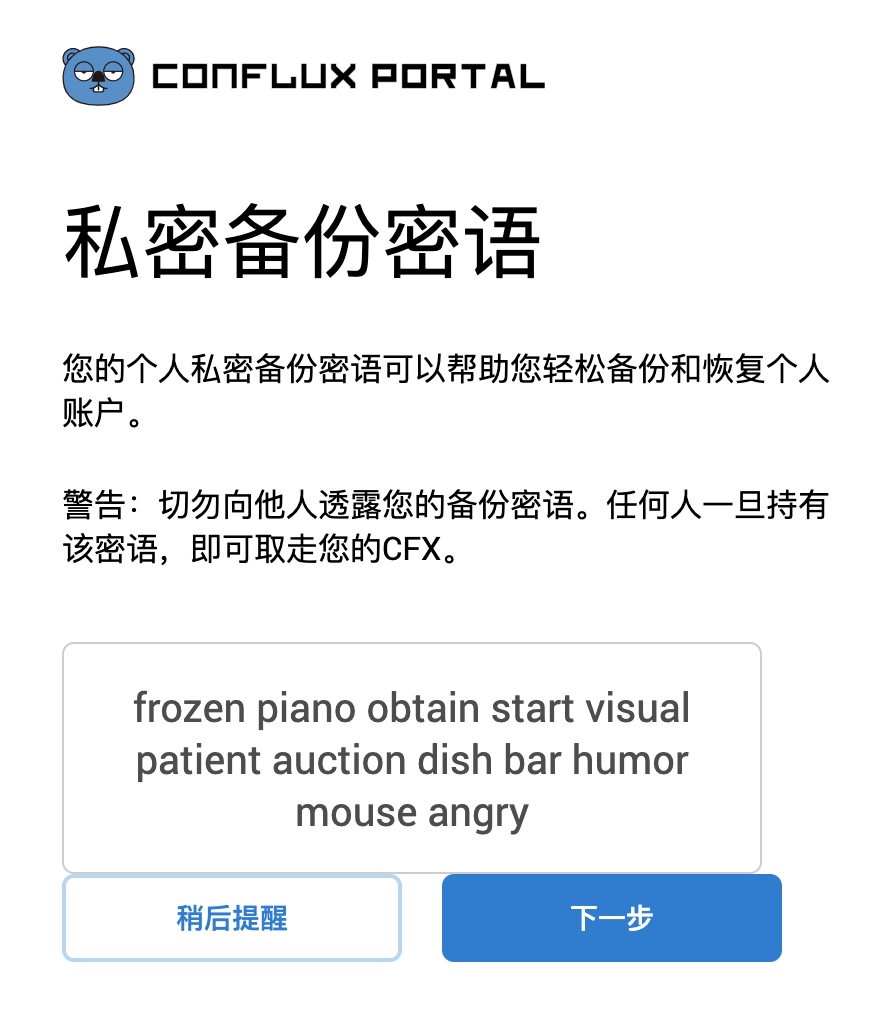 CONFLUX PORTAL
私密备份密语
您的个人私密备份密语可以帮助您轻松备份和恢复个人
账户。
警告：切勿向他人透露您的备份密语。任何人一旦持有
该密语，即可取走您的CFX。
frozen piano obtain start visual
patient auction dish bar humor
mouse angry
稍后提醒
下一步